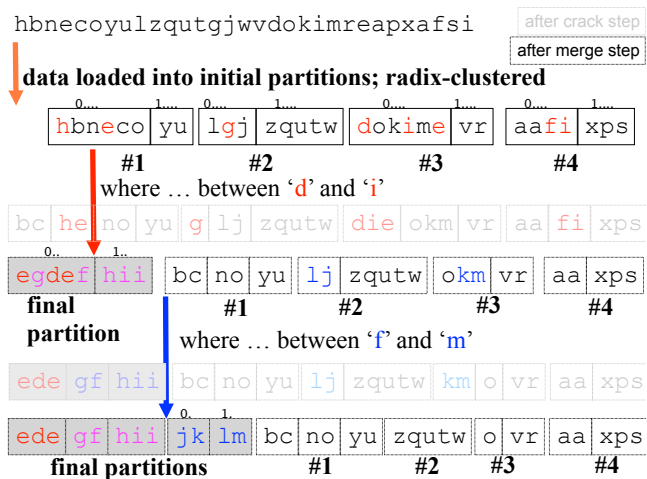 hbnecoyulzqutgjwvdokimreapxafsi
after crack step
after merge step
data loaded into initial partitions; radix-clustered
0.... 1.... 0.... 1.... 0.... 1.... 0.... 1....
hbneco yu lgj zqutw dokime vr aafi xps
#1 #2 #3 #4
where ... between ‘d’ and ‘i’
bc he no yu g lj zqutw die okm vr aa fi xps
0.. 1..
egdef hii bc no yu lj zqutw okm vr aa xps
final partition #1 #2 #3 #4
where ... between ‘f’ and ‘m’
ede gf hii bc no yu lj zqutw km o vr aa xps
0. 1.
ede gf hii jk lm bc no yu zqutw o vr aa xps
final partitions #1 #2 #3 #4